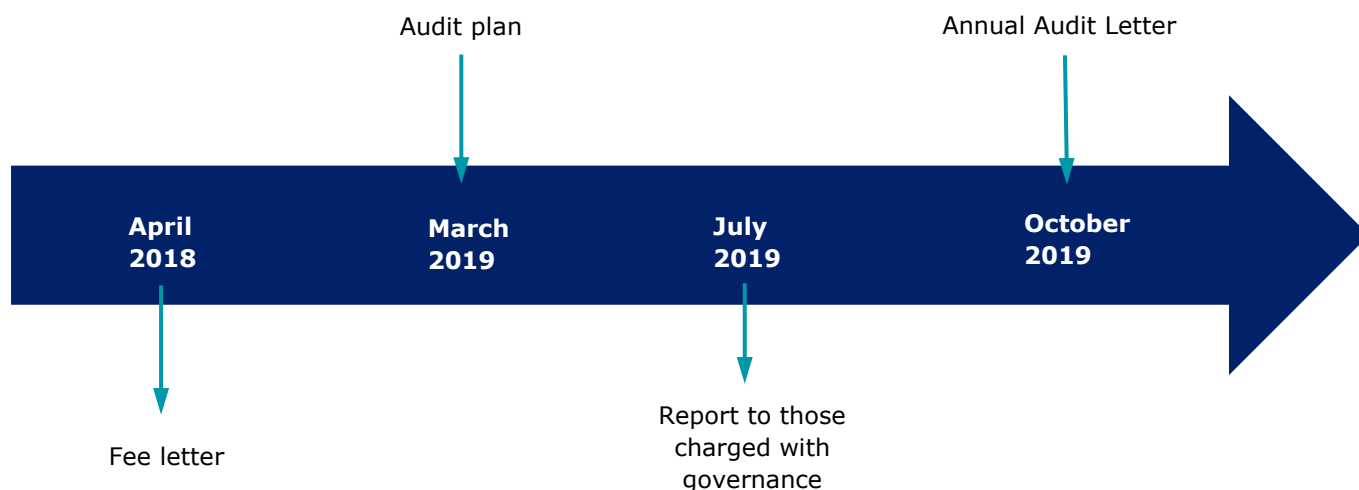 Audit plan
Annual Audit Letter
April
2018
March
2019
July
2019
October
2019
Fee letter
Report to those
charged with
governance